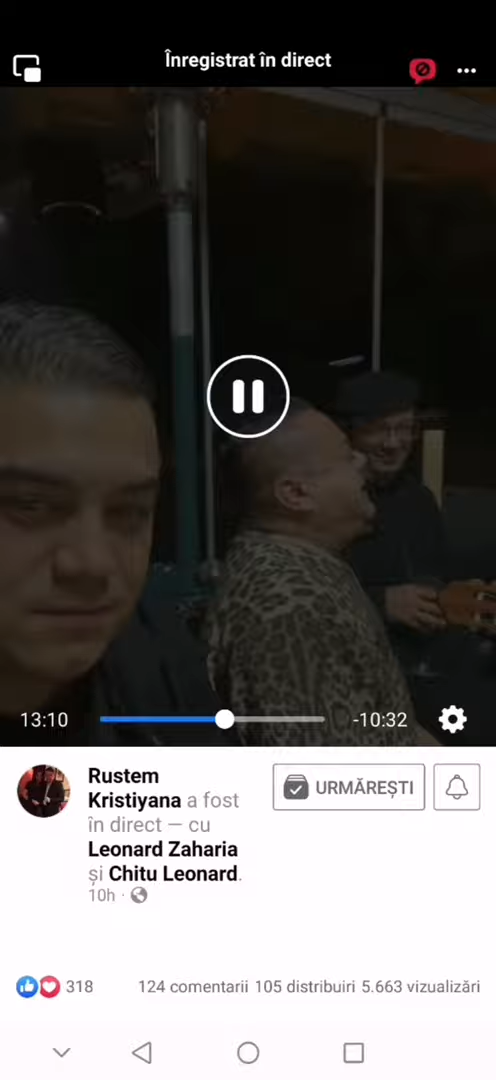 Înregistrat în direct
13:10
-10:32
Rustem
Kristiyana a fost
în direct — cu
Leonard Zaharia
și Chitu Leonard.
10h ·
URMĂREȘTI
318
124 comentarii 105 distribuiri 5.663 vizualizări